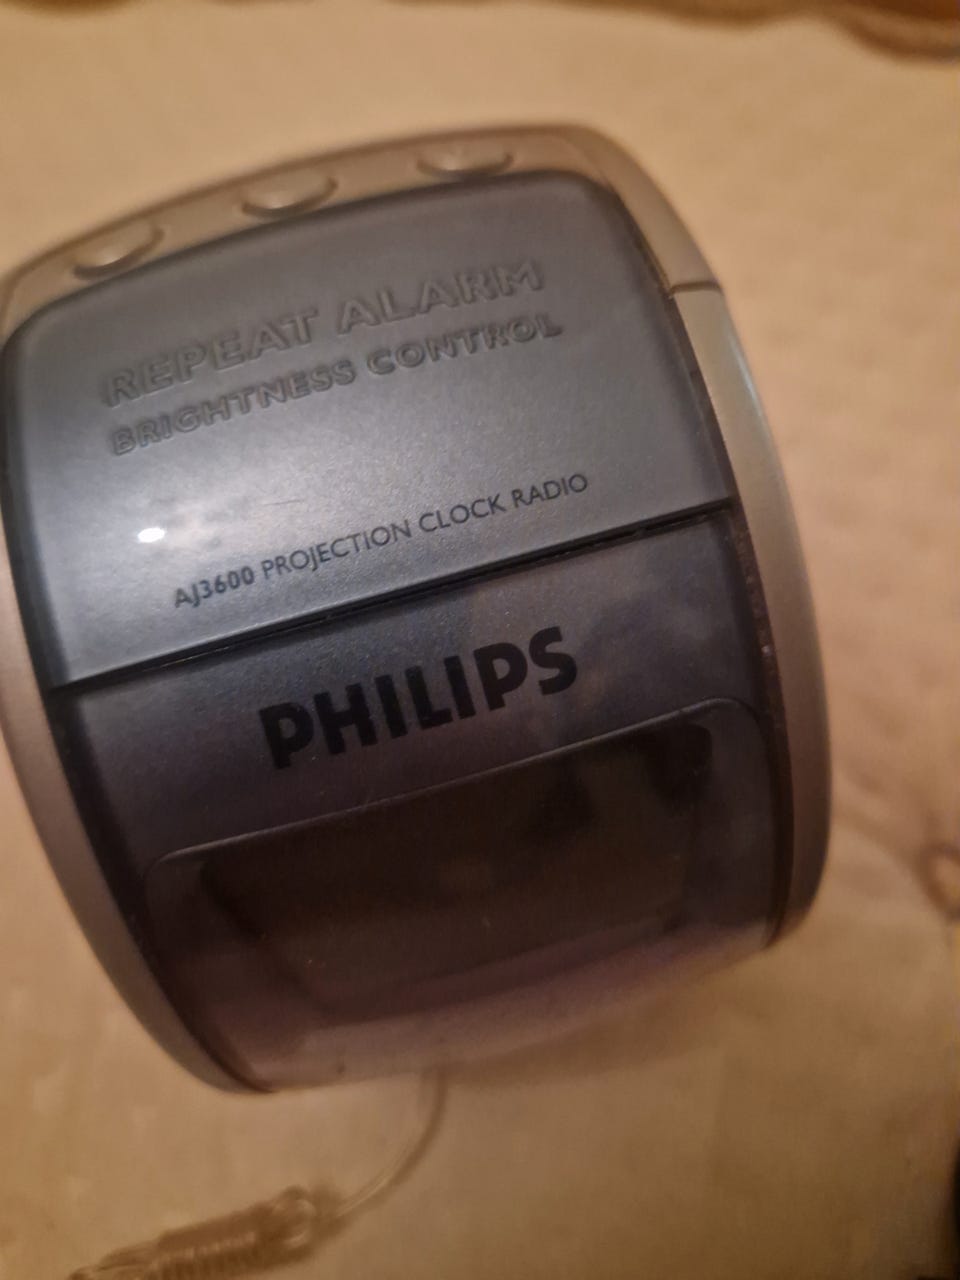 REPEAT ALARM
BRIGHTNESS CONTROL
AJ3600 PROJECTION CLOCK RADIO
PHILIPS